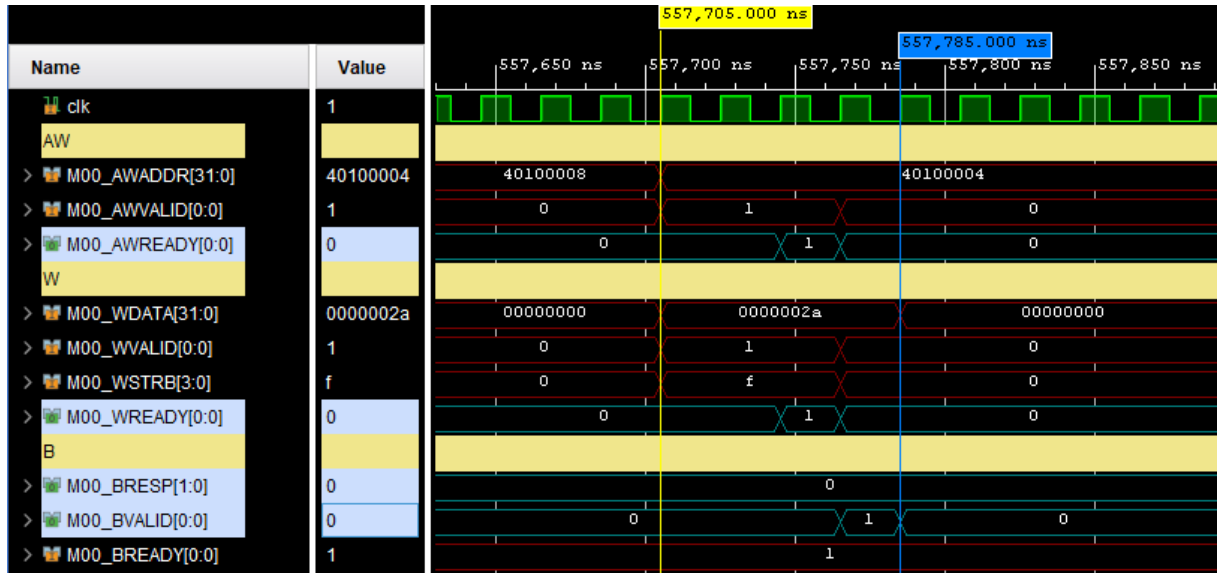 557,705.000 ns
557,785.000 ns
Name Value 557,650 ns 557,700 ns 557,750 ns 557,800 ns 557,850 ns
clk 1
AW
M00_AWADDR[31:0] 40100004 40100008 40100004
M00_AWVALID[0:0] 1 0 1 0
M00_AWREADY[0:0] 0 0 1 0
W
M00_WDATA[31:0] 0000002a 00000000 0000002a 00000000
M00_WVALID[0:0] 1 0 1 0
M00_WSTRB[3:0] f 0 f 0
M00_WREADY[0:0] 0 0 1 0
B
M00_BRESP[1:0] 0 0
M00_BVALID[0:0] 0 0 1 0
M00_BREADY[0:0] 1 1